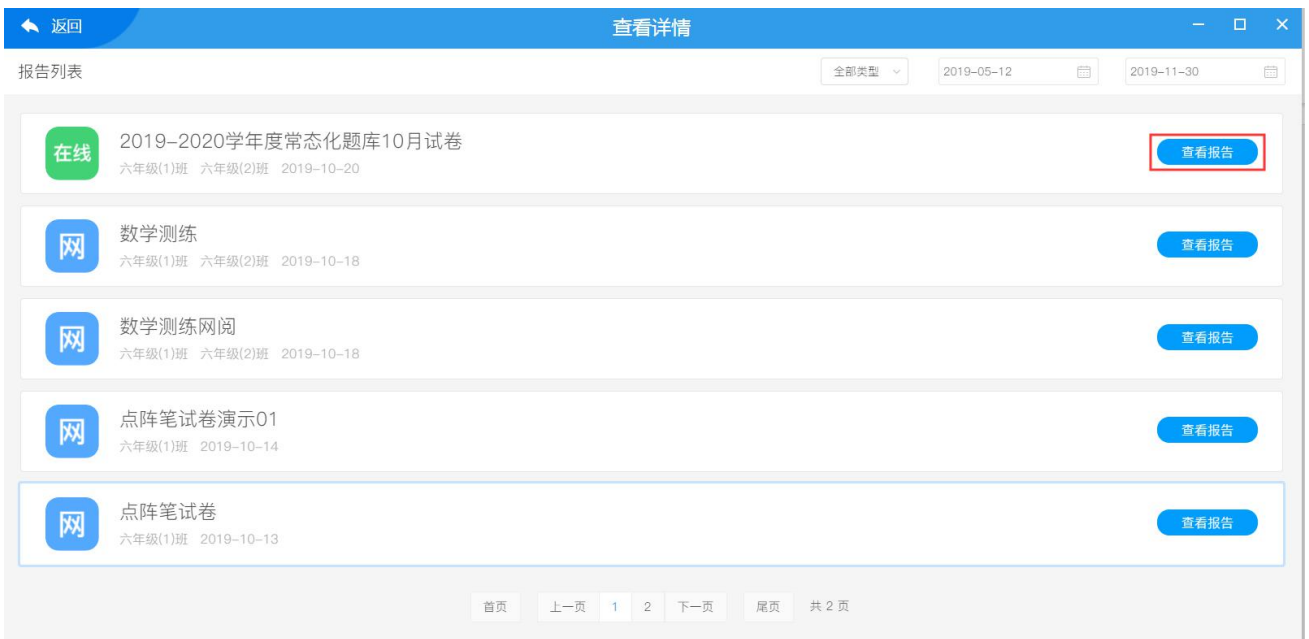 返回
查看详情
报告列表
全部类型
2019-05-12
2019-11-30
在线
2019-2020学年度常态化题库10月试卷
六年级(1)班 六年级(2)班 2019-10-20
查看报告
网
数学测练
六年级(1)班 六年级(2)班 2019-10-18
查看报告
网
数学测练网阅
六年级(1)班 六年级(2)班 2019-10-18
查看报告
网
点阵笔试卷演示01
六年级(1)班 2019-10-14
查看报告
网
点阵笔试卷
六年级(1)班 2019-10-13
查看报告
首页 上一页 1 2 下一页 尾页 共 2 页